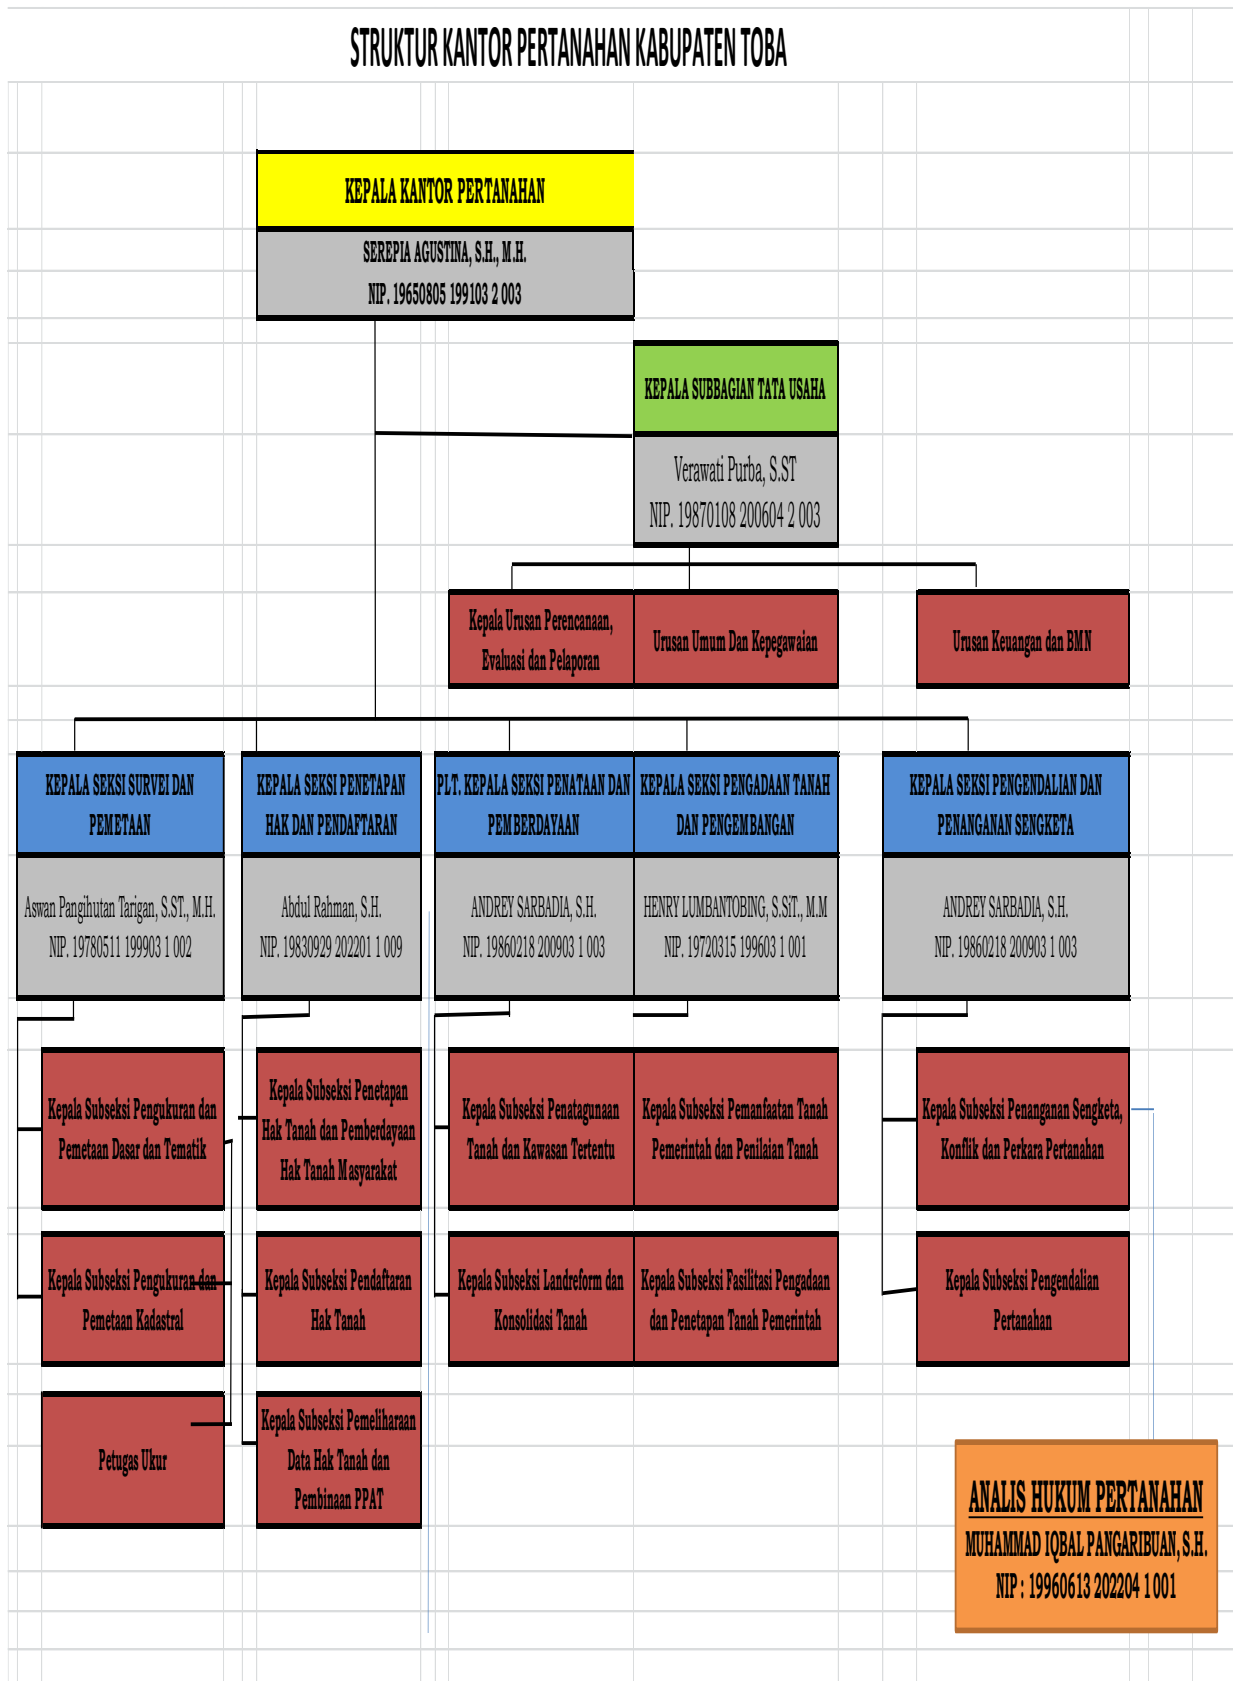 STRUKTUR KANTOR PERTANAHAN KABUPATEN TOBA
KEPALA KANTOR PERTANAHAN
SEREPIA AGUSTINA, S.H., M.H.
NIP. 19650805 199103 2 003
KEPALA SUBBAGIAN TATA USAHA
Verawati Purba, S.ST
NIP. 19870108 200604 2 003
Kepala Urusan Perencanaan,
Evaluasi dan Pelaporan
Urusan Umum Dan Kepegawaian
Urusan Keuangan dan BMN
KEPALA SEKSI SURVEI DAN
PEMETAAN
Aswan Pangihutan Tarigan, S.ST., M.H.
NIP. 19780511 199903 1 002
KEPALA SEKSI PENETAPAN
HAK DAN PENDAFTARAN
Abdul Rahman, S.H.
NIP. 19830929 202201 1 009
PLT. KEPALA SEKSI PENATAAN DAN
PEMBERDAYAAN
ANDREY SARBADIA, S.H.
NIP. 19860218 200903 1 003
KEPALA SEKSI PENGADAAN TANAH
DAN PENGEMBANGAN
HENRY LUMBANTOBING, S.SiT., M.M
NIP. 19720315 199603 1 001
KEPALA SEKSI PENGENDALIAN DAN
PENANGANAN SENGKETA
ANDREY SARBADIA, S.H.
NIP. 19860218 200903 1 003
Kepala Subseksi Pengukuran dan
Pemetaan Dasar dan Tematik
Kepala Subseksi Penetapan
Hak Tanah dan Pemberdayaan
Hak Tanah Masyarakat
Kepala Subseksi Penatagunaan
Tanah dan Kawasan Tertentu
Kepala Subseksi Pemanfaatan Tanah
Pemerintah dan Penilaian Tanah
Kepala Subseksi Penanganan Sengketa,
Konflik dan Perkara Pertanahan
Kepala Subseksi Pengukuran dan
Pemetaan Kadastral
Kepala Subseksi Pendaftaran
Hak Tanah
Kepala Subseksi Landreform dan
Konsolidasi Tanah
Kepala Subseksi Fasilitasi Pengadaan
dan Penetapan Tanah Pemerintah
Kepala Subseksi Pengendalian
Pertanahan
Petugas Ukur
Kepala Subseksi Pemeliharaan
Data Hak Tanah dan
Pembinaan PPAT
ANALIS HUKUM PERTANAHAN
MUHAMMAD IQBAL PANGARIBUAN, S.H.
NIP : 19960613 202204 1 001